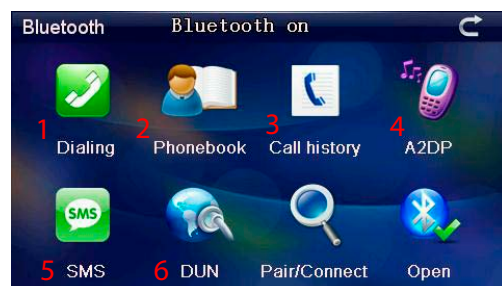 Bluetooth Bluetooth on
1 Dialing 2 Phonebook 3 Call history 4 A2DP
SMS
5 SMS 6 DUN Pair/Connect Open